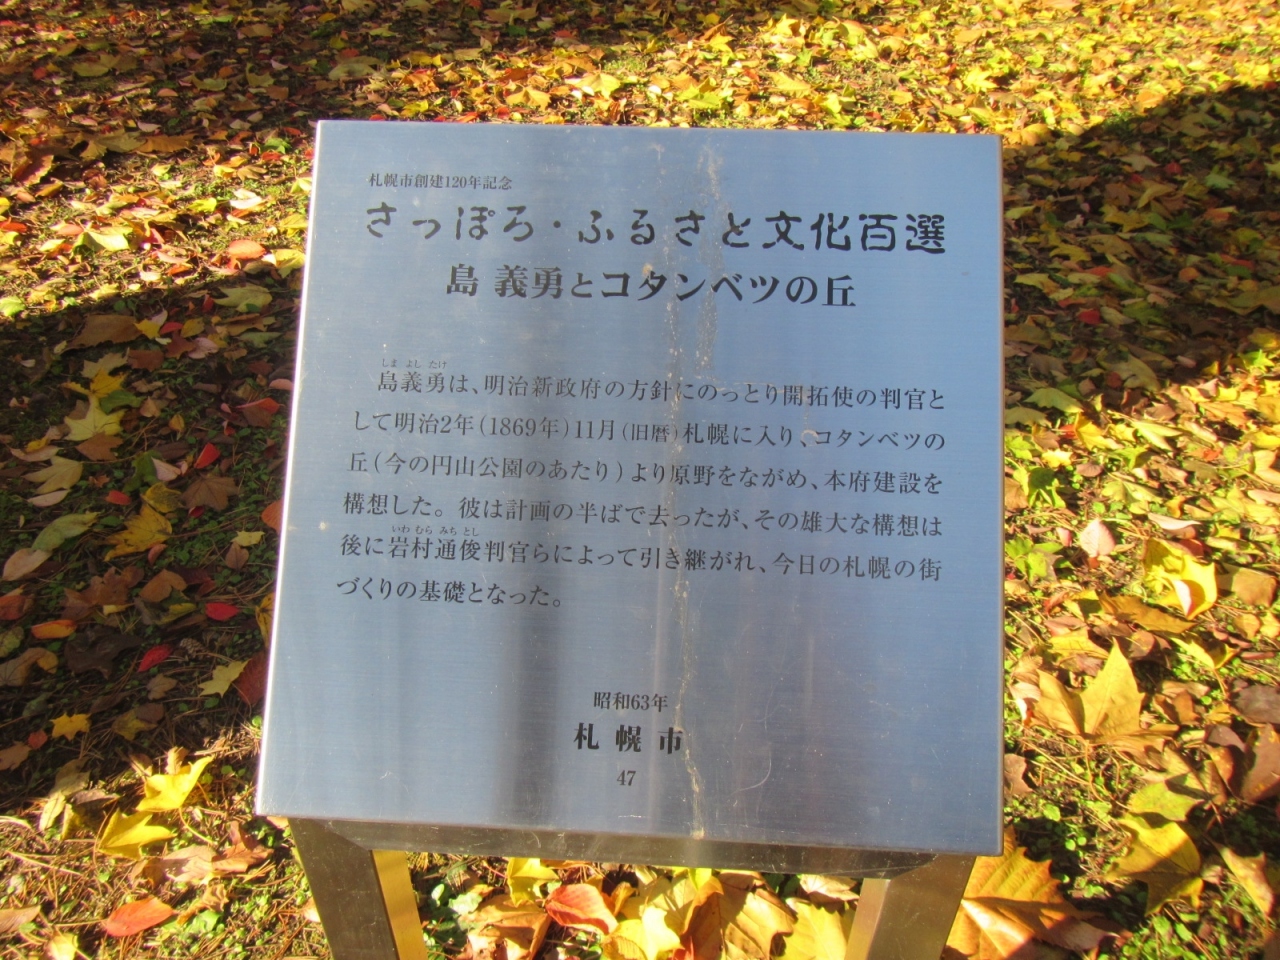 札幌市創建120年記念
さっぽろ・ふるさと文化百選
島 義勇とコタンベツの丘
しま よし たけ
島義勇は、明治新政府の方針にのっとり開拓使の判官と
して明治2年(1869年)11月(旧暦)札幌に入り、コタンベツの
丘(今の円山公園のあたり)より原野をながめ、本府建設を
構想した。彼は計画の半ばで去ったが、その雄大な構想は
いわ むら みち とし
後に岩村通俊判官らによって引き継がれ、今日の札幌の街
づくりの基礎となった。
昭和63年
札幌市
47